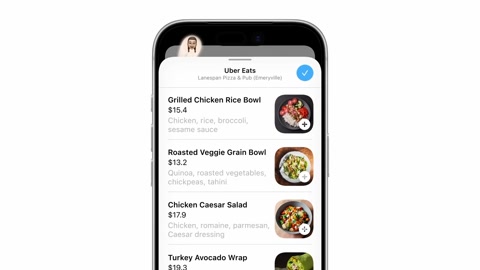 Uber Eats
Lanespan Pizza & Pub (Emeryville)
Grilled Chicken Rice Bowl
$15.4
Chicken, rice, broccoli,
sesame sauce
Roasted Veggie Grain Bowl
$13.2
Quinoa, roasted vegetables,
chickpeas, tahini
Chicken Caesar Salad
$17.9
Chicken, romaine, parmesan,
Caesar dressing
Turkey Avocado Wrap
$19.3